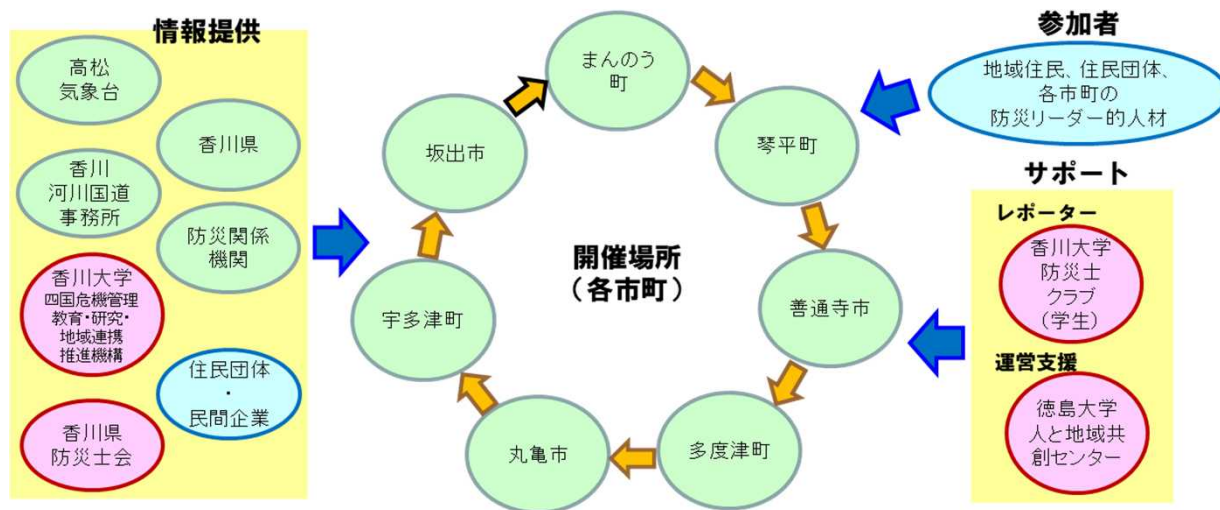 情報提供
高松
気象台
香川県
香川
河川国道
事務所
防災関係
機関
香川大学
四国危機管理
教育・研究・
地域連携
推進機構
住民団体
・
民間企業
香川県
防災士会
まんのう
町
琴平町
善通寺市
多度津町
丸亀市
宇多津町
坂出市
開催場所
（各市町）
参加者
地域住民、住民団体、
各市町の
防災リーダー的人材
サポート
レポーター
香川大学
防災士
クラブ
（学生）
運営支援
徳島大学
人と地域共
創センター